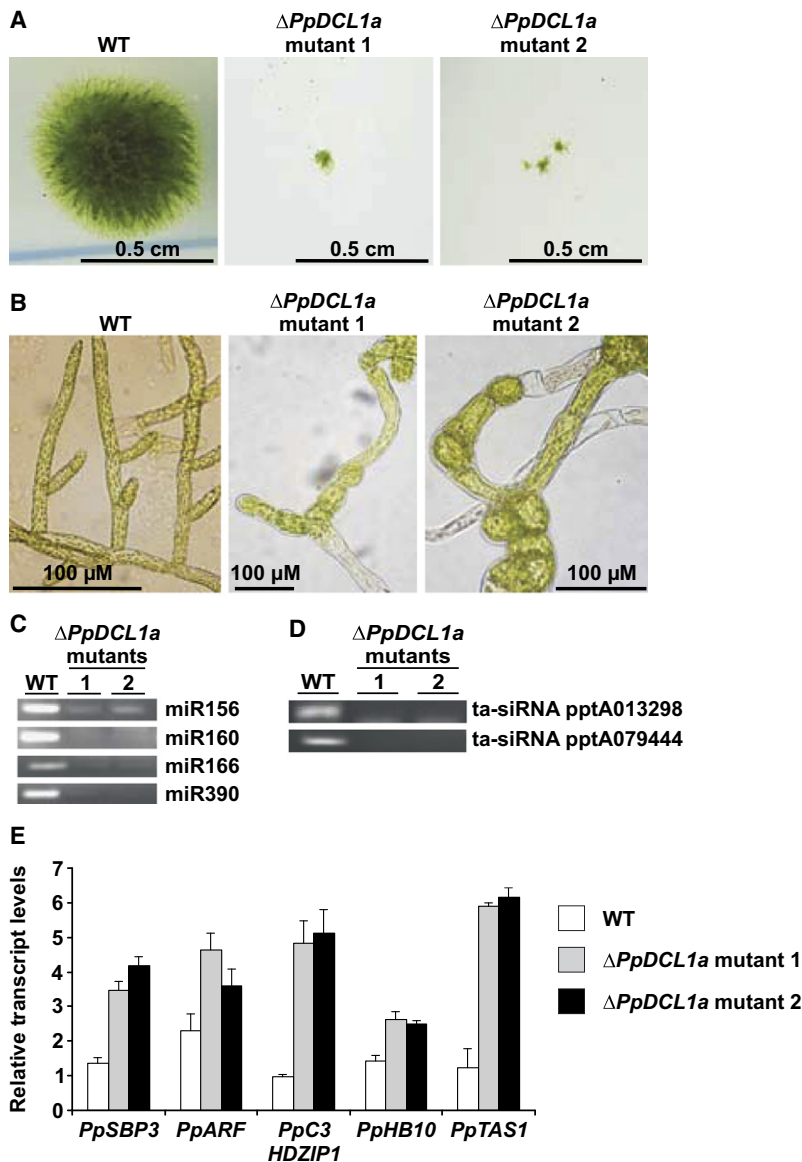 A
WT
ΔPpDCL1a
mutant 1
ΔPpDCL1a
mutant 2
0.5 cm
0.5 cm
0.5 cm
B
WT
ΔPpDCL1a
mutant 1
ΔPpDCL1a
mutant 2
100 µM
100 µM
100 µM
C
ΔPpDCL1a
mutants
WT 1 2
miR156
miR160
miR166
miR390
D
ΔPpDCL1a
mutants
WT 1 2
ta-siRNA pptA013298
ta-siRNA pptA079444
E
Relative transcript levels
7
6
5
4
3
2
1
0
PpSBP3 PpARF PpC3 HDZIP1 PpHB10 PpTAS1
WT
ΔPpDCL1a mutant 1
ΔPpDCL1a mutant 2